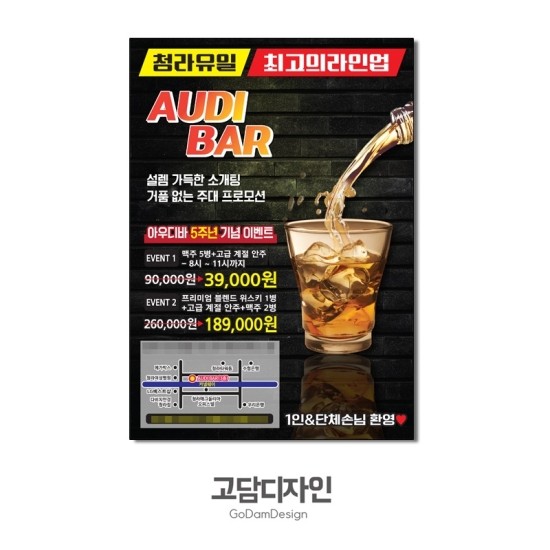 청라뮤일 최고의라인업
AUDI
BAR
설렘 가득한 소개팅
거품 없는 주대 프로모션
아우디바 5주년 기념 이벤트
EVENT 1 맥주 5병+고급 계절 안주
- 8시 ~ 11시까지
90,000원 ▶ 39,000원
EVENT 2 프리미엄 블렌드 위스키 1병
+고급 계절 안주+맥주 2병
260,000원 ▶ 189,000원
1인&단체손님 환영♥
고담디자인
GoDamDesign